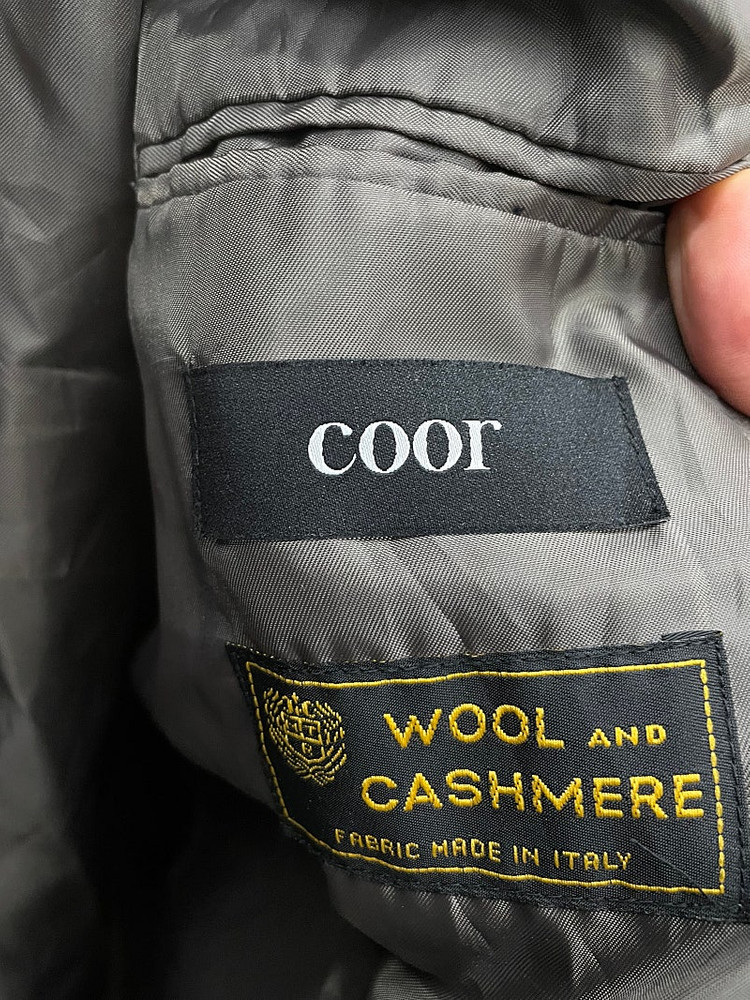 coor
WOOL AND
CASHMERE
FABRIC MADE IN ITALY